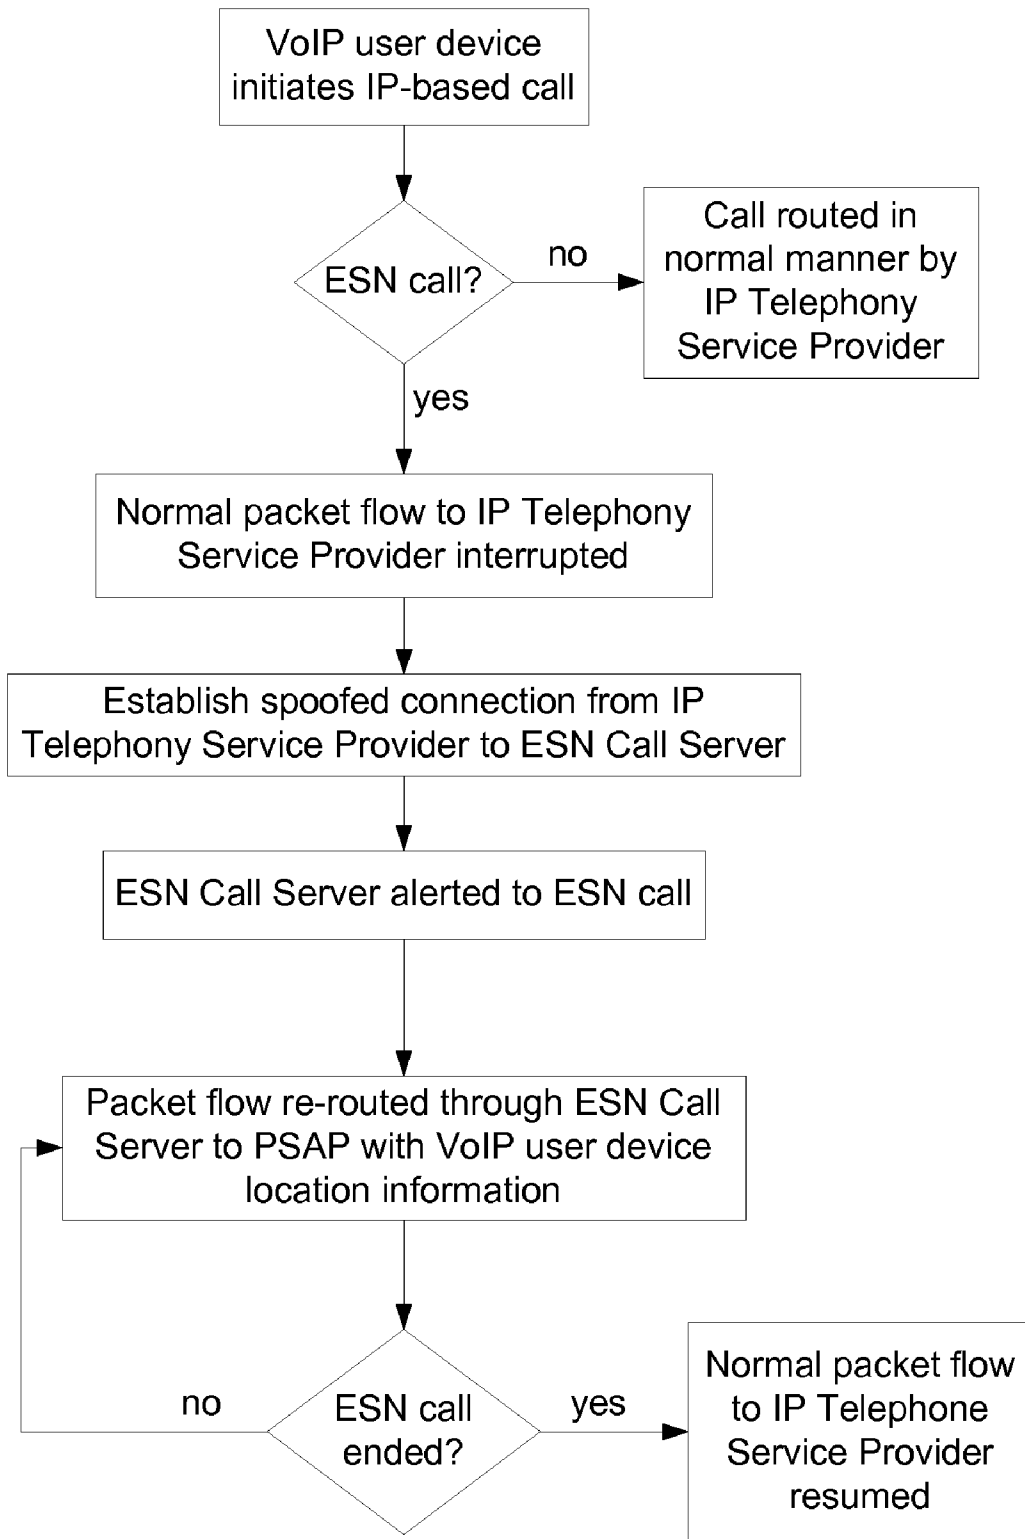 VoIP user device
initiates IP-based call
ESN call?
no
Call routed in
normal manner by
IP Telephony
Service Provider
yes
Normal packet flow to IP Telephony
Service Provider interrupted
Establish spoofed connection from IP
Telephony Service Provider to ESN Call Server
ESN Call Server alerted to ESN call
Packet flow re-routed through ESN Call
Server to PSAP with VoIP user device
location information
no
ESN call
ended?
yes
Normal packet flow
to IP Telephone
Service Provider
resumed